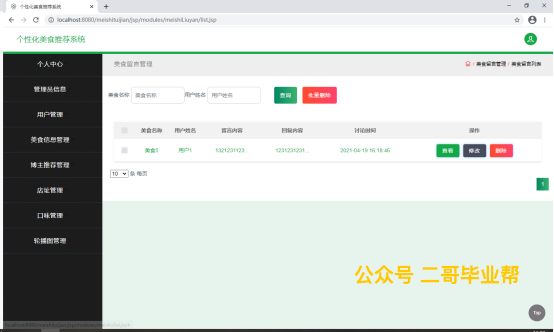 个性化美食推荐系统
localhost:8080/meishituijian/jsp/modules/meishiLiuyan/list.jsp
个性化美食推荐系统
个人中心
管理员信息
用户管理
美食信息管理
博主推荐管理
店址管理
口味管理
轮播图管理
美食留言管理
/ 美食留言管理 / 美食留言列表
美食名称 美食名称 用户姓名 用户姓名 查询 批量删除
美食名称 用户姓名 留言内容 回复内容 讨论时间 操作
美食3 用户1 1321231123... 1231231231... 2021-04-19 16:18:45 查看 修改 删除
10 条 每页
1
公众号 二哥毕业帮
Top